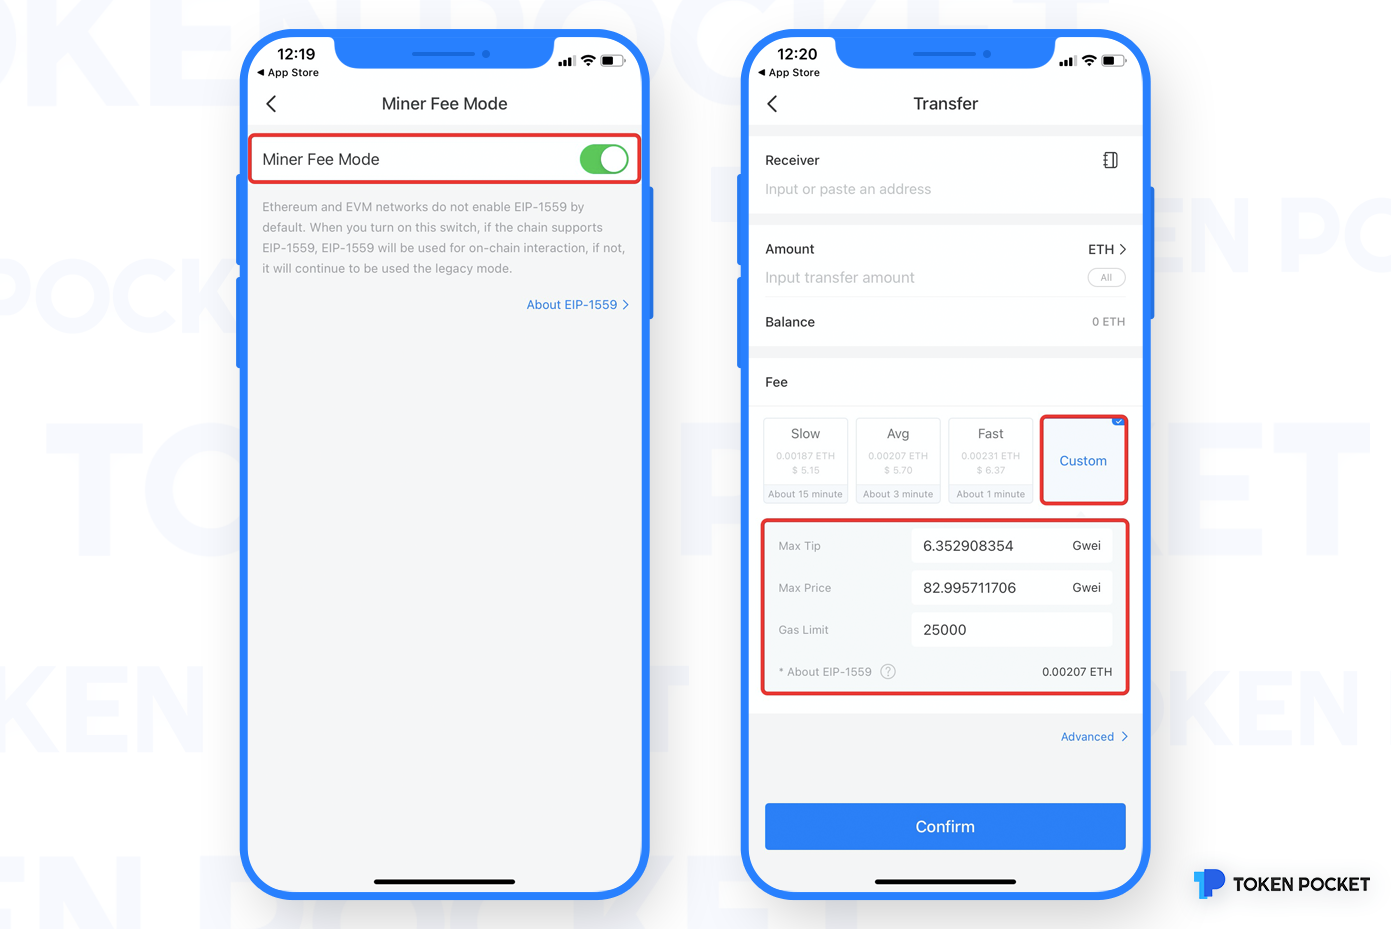 12:19
App Store
Miner Fee Mode
Miner Fee Mode
Ethereum and EVM networks do not enable EIP-1559 by
default. When you turn on this switch, if the chain supports
EIP-1559, EIP-1559 will be used for on-chain interaction, if not,
it will continue to be used the legacy mode.
About EIP-1559
12:20
App Store
Transfer
Receiver
Input or paste an address
Amount
ETH
Input transfer amount
All
Balance
0 ETH
Fee
Slow
0.00187 ETH
$ 5.15
About 15 minute
Avg
0.00207 ETH
$ 5.70
About 3 minute
Fast
0.00231 ETH
$ 6.37
About 1 minute
Custom
Max Tip
6.352908354
Gwei
Max Price
82.995711706
Gwei
Gas Limit
25000
* About EIP-1559 ?
0.00207 ETH
Advanced
Confirm
TOKEN POCKET